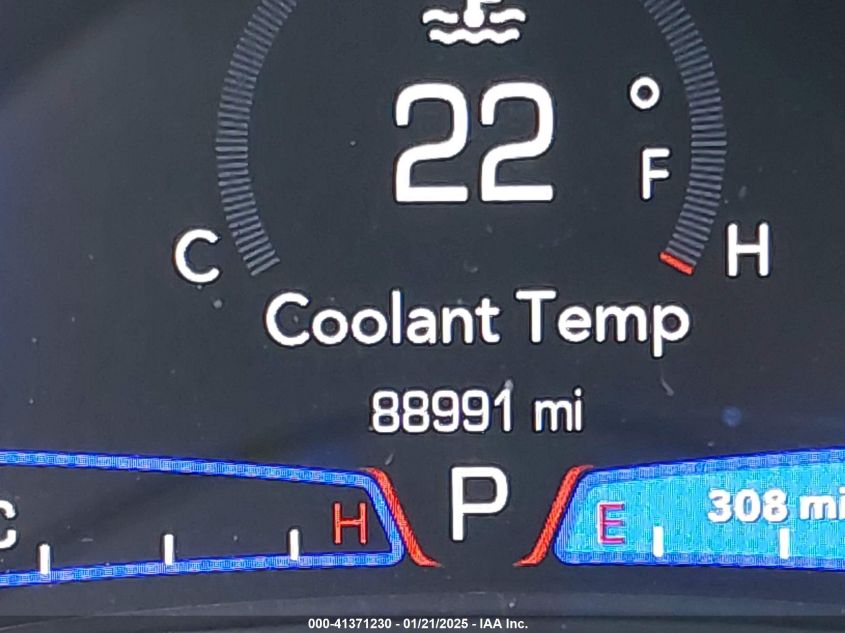 22 °F
C H
Coolant Temp
88991 mi
C H P E 308 mi
000-41371230 - 01/21/2025 - IAA Inc.